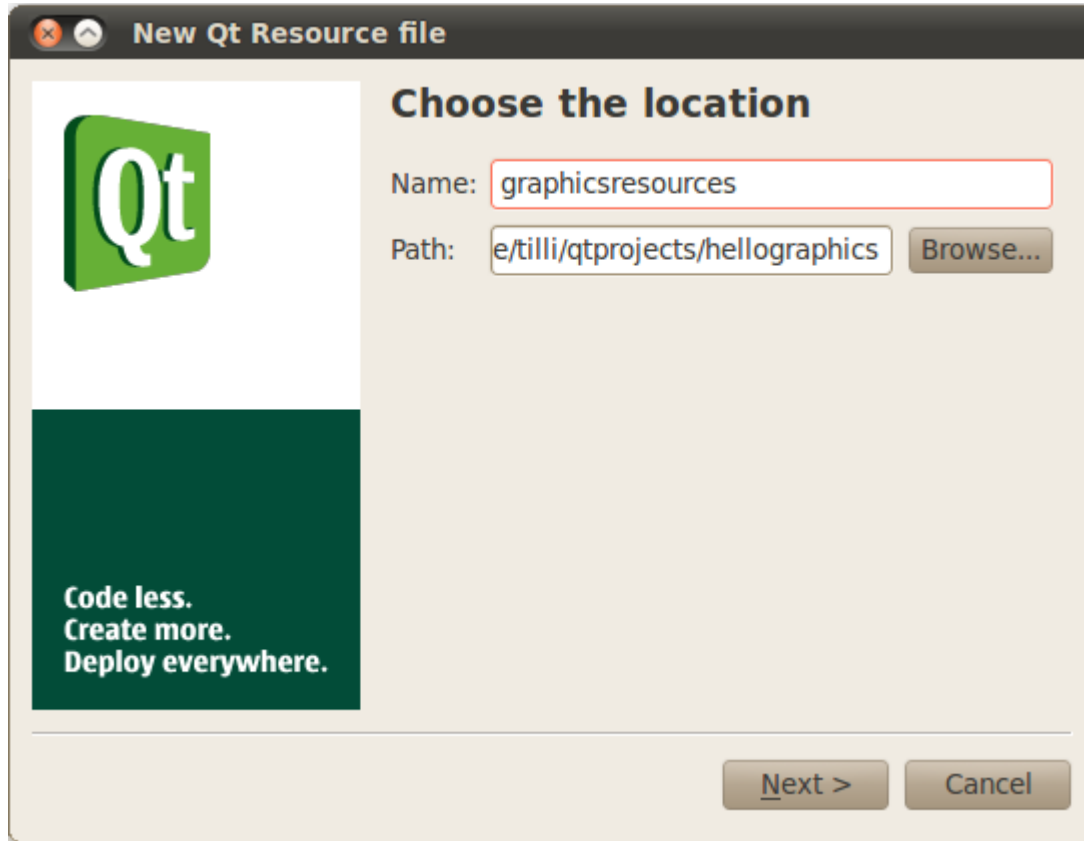 New Qt Resource file
Qt
Choose the location
Name: graphicsresources
Path: e/tilli/qtprojects/hellographics Browse...
Code less.
Create more.
Deploy everywhere.
Next > Cancel